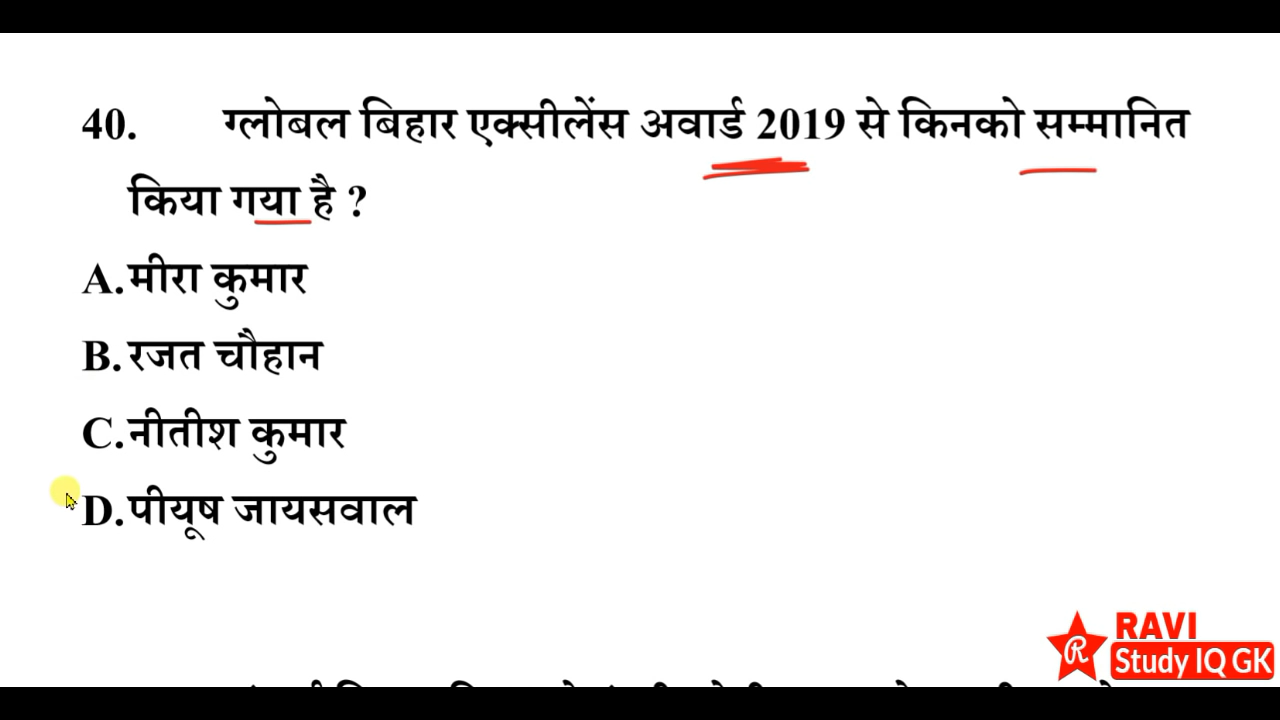 40. ग्लोबल बिहार एक्सीलेंस अवार्ड 2019 से किनको सम्मानित
किया गया है ?
A. मीरा कुमार
B. रजत चौहान
C. नीतीश कुमार
D. पीयूष जायसवाल
R RAVI
Study IQ GK